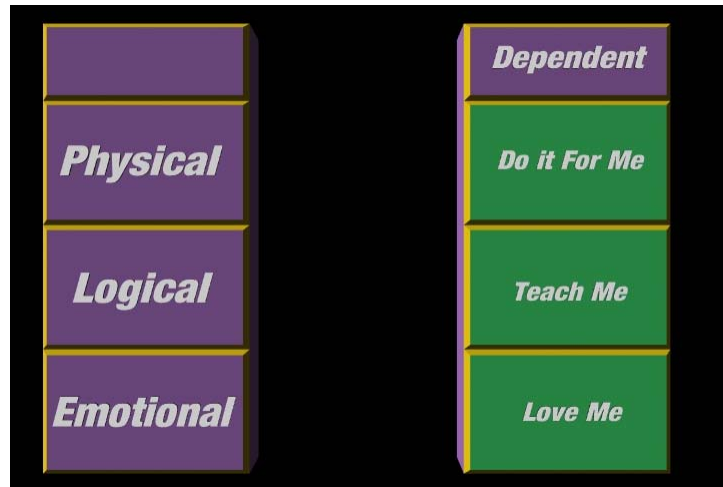 Dependent
Physical
Do it For Me
Logical
Teach Me
Emotional
Love Me